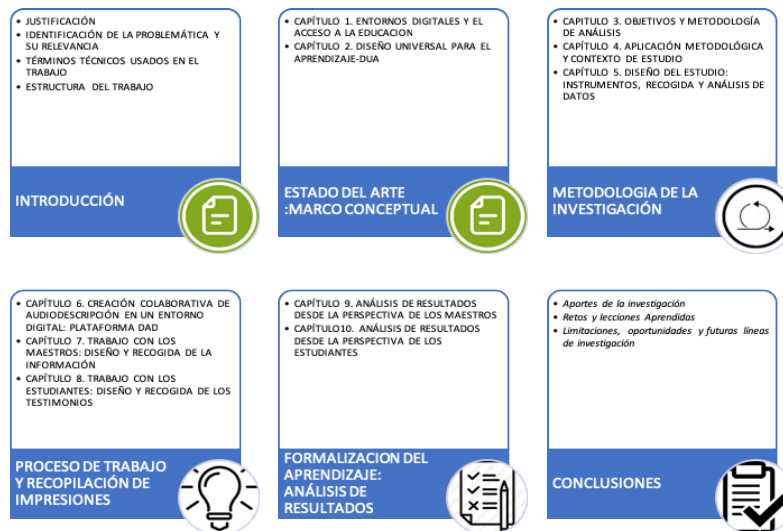 • JUSTIFICACIÓN
• IDENTIFICACIÓN DE LA PROBLEMÁTICA Y
SU RELEVANCIA
• TÉRMINOS TÉCNICOS USADOS EN EL
TRABAJO
• ESTRUCTURA DEL TRABAJO
INTRODUCCIÓN
• CAPÍTULO 1. ENTORNOS DIGITALES Y EL
ACCESO A LA EDUCACION
• CAPÍTULO 2. DISEÑO UNIVERSAL PARA EL
APRENDIZAJE-DUA
ESTADO DEL ARTE
:MARCO CONCEPTUAL
• CAPITULO 3. OBJETIVOS Y METODOLOGÍA
DE ANÁLISIS
• CAPÍTULO 4. APLICACIÓN METODOLÓGICA
Y CONTEXTO DE ESTUDIO
• CAPÍTULO 5. DISEÑO DEL ESTUDIO:
INSTRUMENTOS, RECOGIDA Y ANÁLISIS DE
DATOS
METODOLOGIA DE LA
INVESTIGACIÓN
• CAPÍTULO 6. CREACIÓN COLABORATIVA DE
AUDIODESCRIPCIÓN EN UN ENTORNO
DIGITAL: PLATAFORMA DAD
• CAPÍTULO 7. TRABAJO CON LOS
MAESTROS: DISEÑO Y RECOGIDA DE LA
INFORMACIÓN
• CAPÍTULO 8. TRABAJO CON LOS
ESTUDIANTES: DISEÑO Y RECOGIDA DE LOS
TESTIMONIOS
PROCESO DE TRABAJO
Y RECOPILACIÓN DE
IMPRESIONES
• CAPÍTULO 9. ANÁLISIS DE RESULTADOS
DESDE LA PERSPECTIVA DE LOS MAESTROS
• CAPÍTULO10. ANÁLISIS DE RESULTADOS
DESDE LA PERSPECTIVA DE LOS
ESTUDIANTES
FORMALIZACION DEL
APRENDIZAJE:
ANÁLISIS DE
RESULTADOS
• Aportes de la investigación
• Retos y lecciones Aprendidas
• Limitaciones, oportunidades y futuras líneas
de investigación
CONCLUSIONES